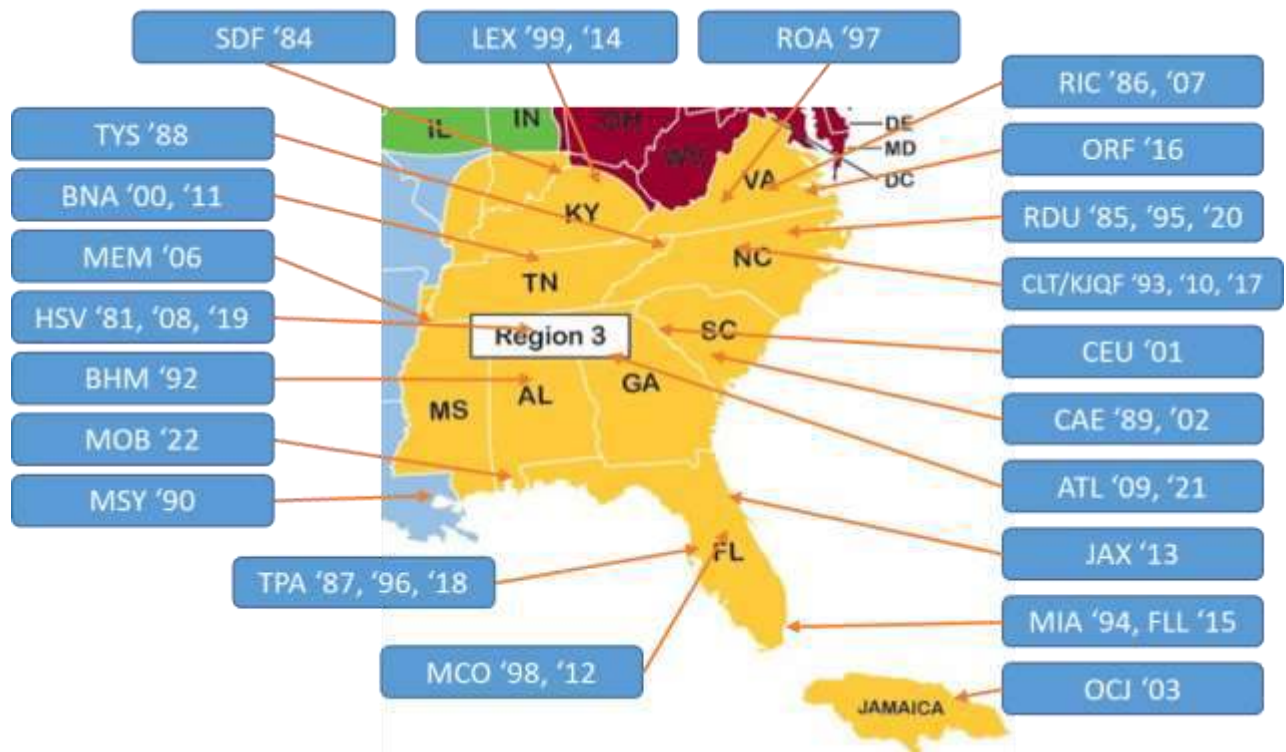 SDF ‘84
LEX ‘99, ‘14
ROA ‘97
RIC ‘86, ‘07
TYS ‘88
IL
IN
OH
WV
DE
MD
DC
ORF ‘16
VA
BNA ‘00, ‘11
KY
RDU ‘85, ‘95, ‘20
MEM ‘06
TN
NC
CLT/KJQF ‘93, ‘10, ‘17
HSV ‘81, ‘08, ‘19
Region 3
SC
CEU ‘01
BHM ‘92
AL
GA
MS
CAE ‘89, ‘02
MOB ‘22
MSY ‘90
ATL ‘09, ‘21
FL
JAX ‘13
TPA ‘87, ‘96, ‘18
MIA ‘94, FLL ‘15
MCO ‘98, ‘12
OCJ ‘03
JAMAICA